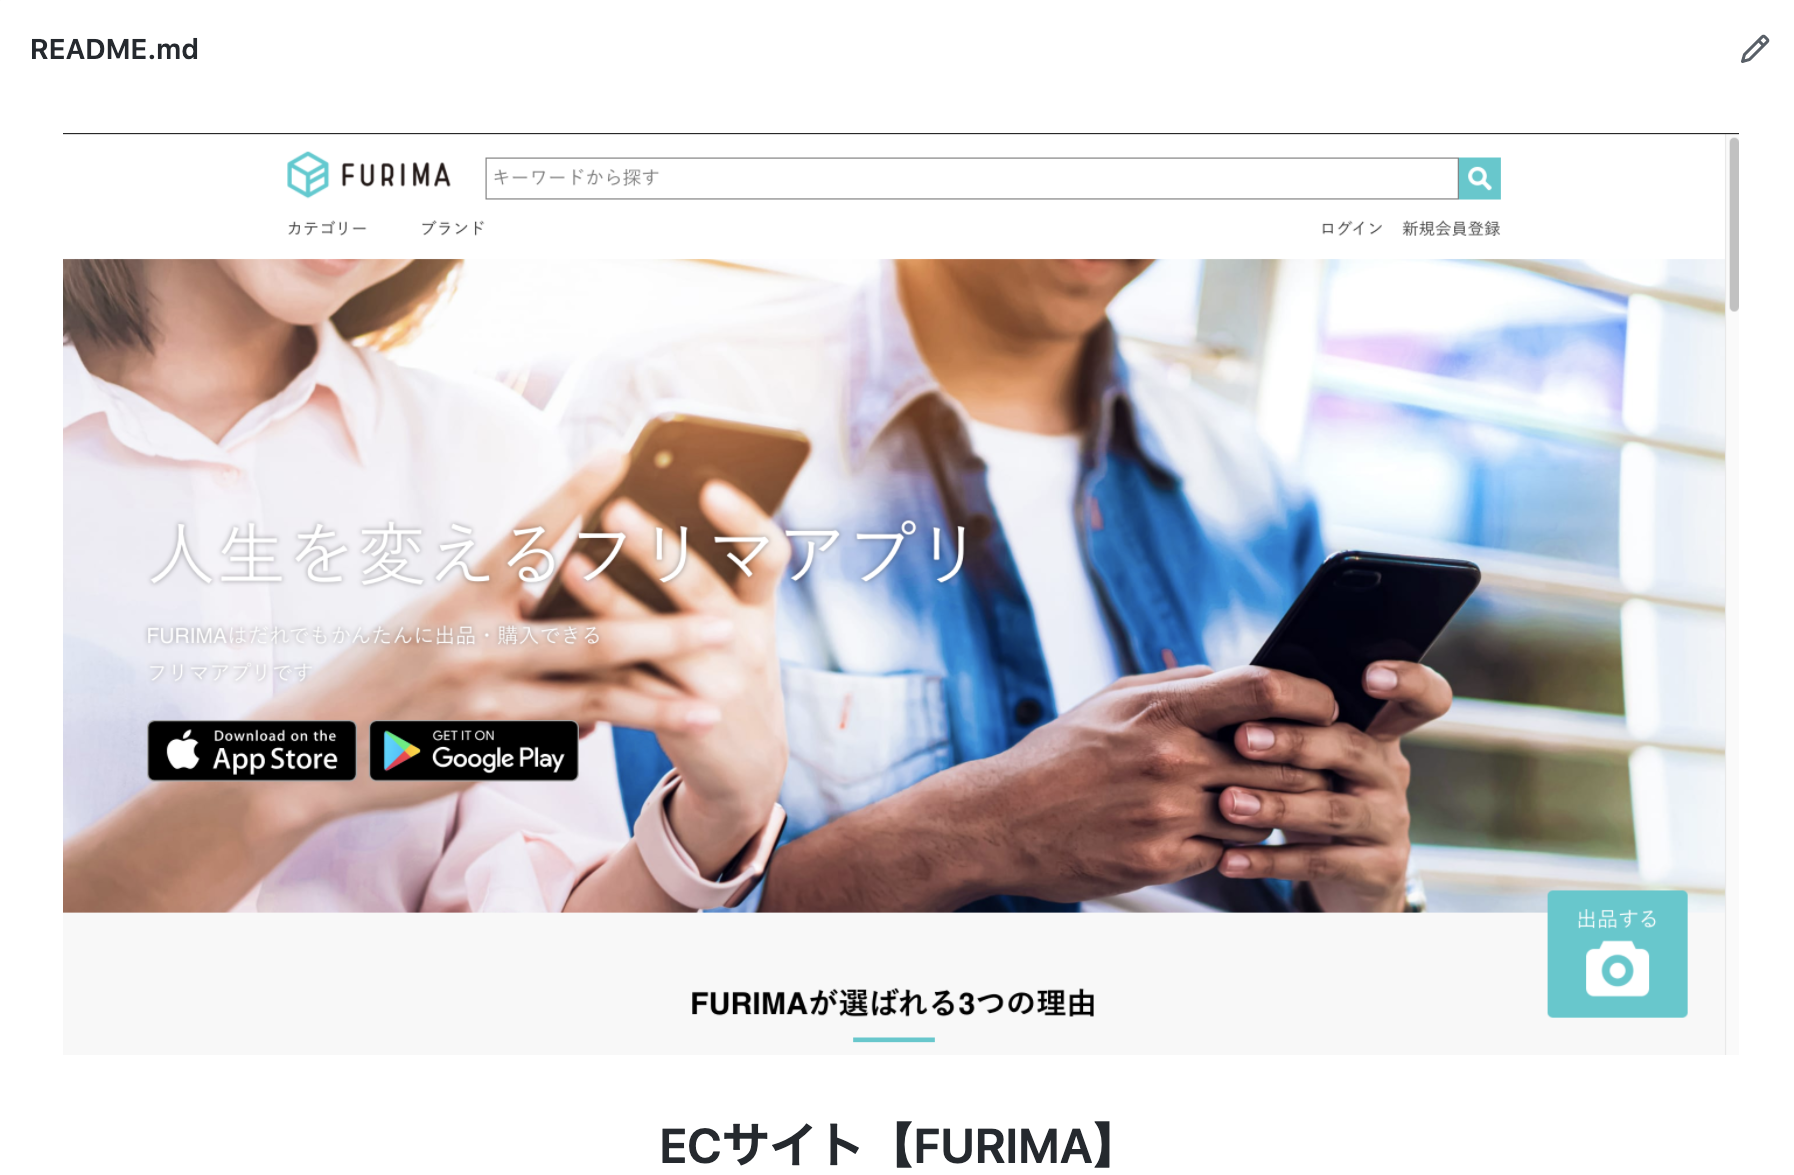 README.md
FURIMA
キーワードから探す
カテゴリー ブランド ログイン 新規会員登録
人生を変えるフリマアプリ
FURIMAはだれでもかんたんに出品・購入できる
フリマアプリです
Download on the
App Store
GET IT ON
Google Play
出品する
FURIMAが選ばれる3つの理由
ECサイト【FURIMA】